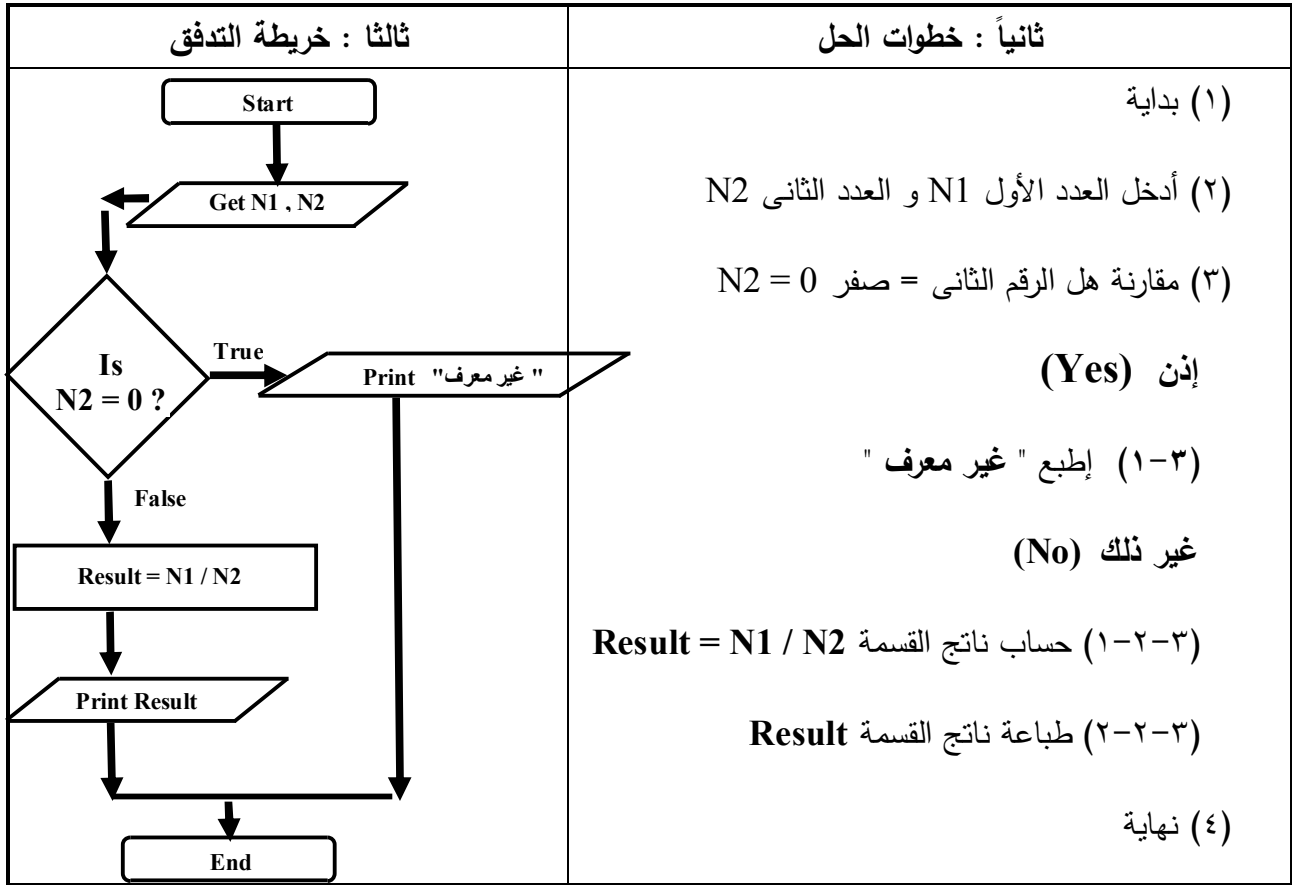 ثانياً : خطوات الحل
(١) بداية
(٢) أدخل العدد الأول N1 و العدد الثانى N2
(٣) مقارنة هل الرقم الثانى = صفر N2 = 0
إذن (Yes)
(٣-١) إطبع " غير معرف "
غير ذلك (No)
(٣-٢-١) حساب ناتج القسمة Result = N1 / N2
(٣-٢-٢) طباعة ناتج القسمة Result
(٤) نهاية
ثالثا : خريطة التدفق
Start
Get N1 , N2
Is
N2 = 0 ?
True
Print "غير معرف "
False
Result = N1 / N2
Print Result
End